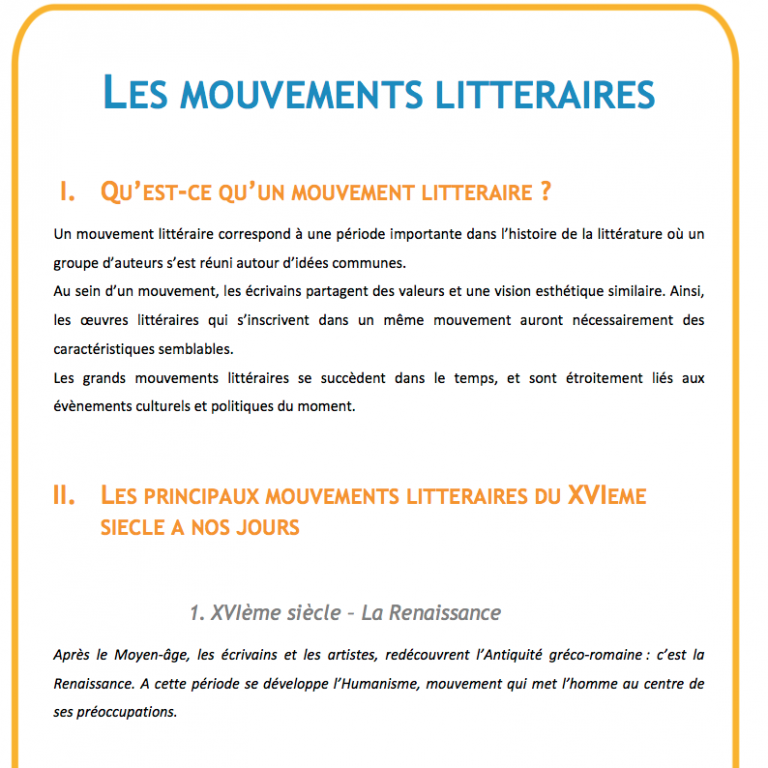 LES MOUVEMENTS LITTERAIRES
I. QU'EST-CE QU'UN MOUVEMENT LITTERAIRE ?
Un mouvement littéraire correspond à une période importante dans l'histoire de la littérature où un
groupe d'auteurs s'est réuni autour d'idées communes.
Au sein d'un mouvement, les écrivains partagent des valeurs et une vision esthétique similaire. Ainsi,
les œuvres littéraires qui s'inscrivent dans un même mouvement auront nécessairement des
caractéristiques semblables.
Les grands mouvements littéraires se succèdent dans le temps, et sont étroitement liés aux
évènements culturels et politiques du moment.
II. LES PRINCIPAUX MOUVEMENTS LITTERAIRES DU XVIEME
SIECLE A NOS JOURS
1. XVIème siècle – La Renaissance
Après le Moyen-âge, les écrivains et les artistes, redécouvrent l'Antiquité gréco-romaine : c'est la
Renaissance. A cette période se développe l'Humanisme, mouvement qui met l'homme au centre de
ses préoccupations.